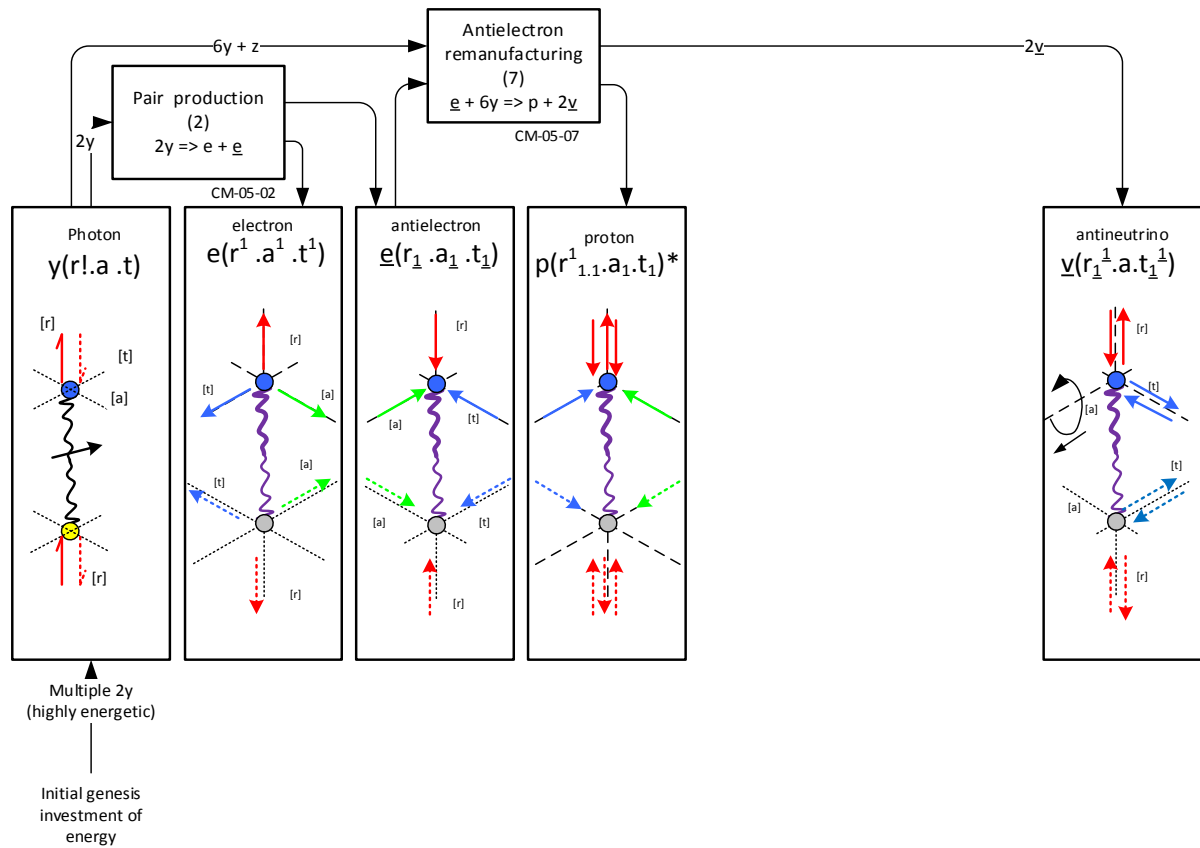 6y + z
Antielectron
remanufacturing
(7)
e + 6y => p + 2v
CM-05-07
2v
Pair production
(2)
2y => e + e
CM-05-02
2y
Photon
y(r!.a .t)
[r]
[t]
[a]
[r]
electron
e(r¹ .a¹ .t¹)
[r]
[t]
[a]
[t]
[a]
[r]
antielectron
e(r₁ .a₁ .t₁)
[r]
[a]
[t]
[a]
[t]
[r]
proton
p(r¹₁.₁.a₁.t₁)*
antineutrino
v(r₁¹.a.t₁¹)
[r]
[t]
[a]
[a]
[r]
Multiple 2y
(highly energetic)
Initial genesis
investment of
energy